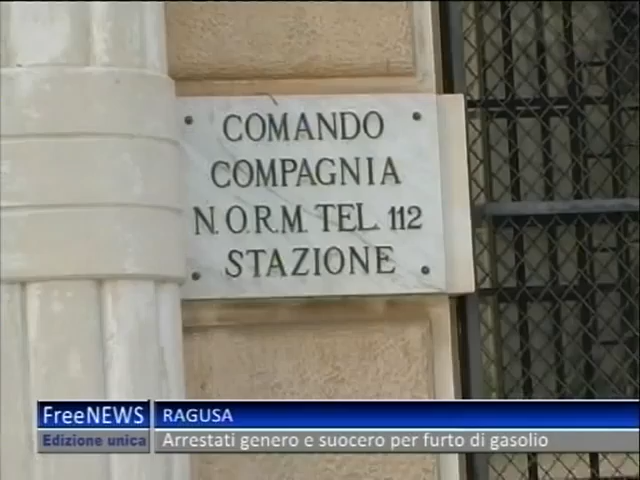 COMANDO
COMPAGNIA
N.O.R.M. TEL. 112
STAZIONE
FreeNEWS
RAGUSA
Edizione unica
Arrestati genero e suocero per furto di gasolio